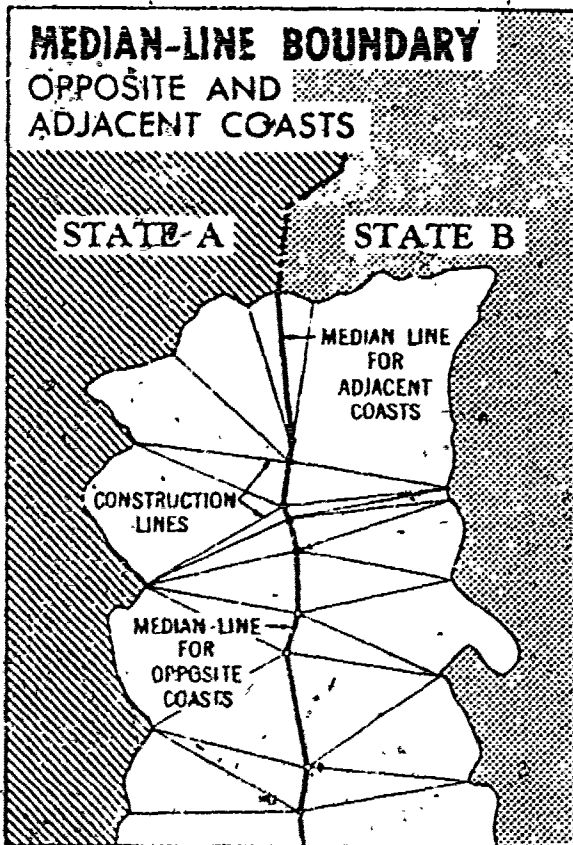 MEDIAN-LINE BOUNDARY
OPPOSITE AND
ADJACENT COASTS
STATE A
STATE B
MEDIAN LINE
FOR
ADJACENT
COASTS
CONSTRUCTION
LINES
MEDIAN-LINE
FOR
OPPOSITE
COASTS